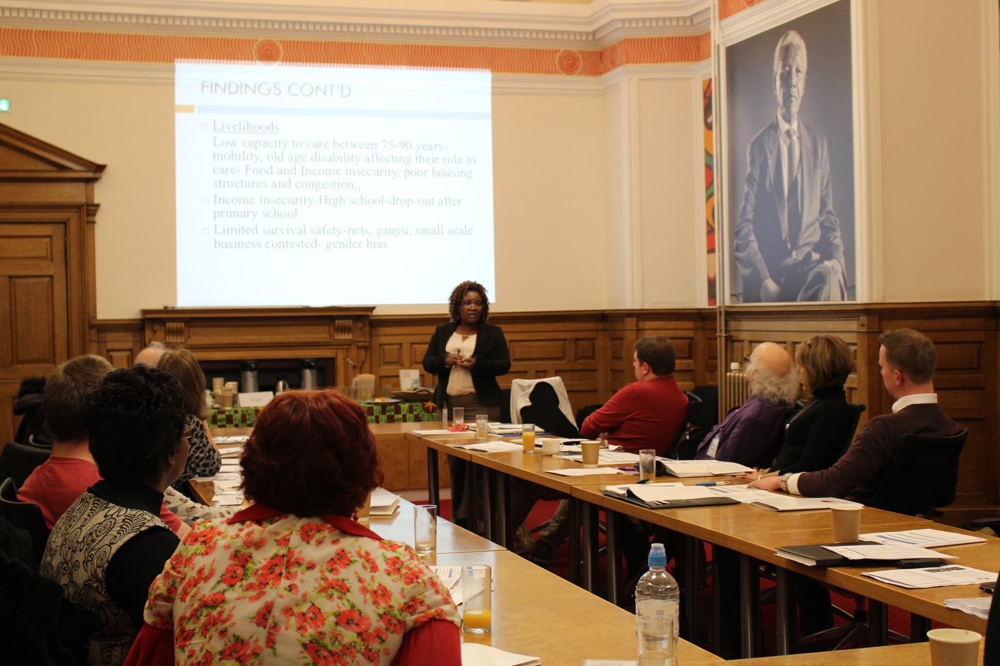 FINDINGS CONT'D
Livelihoods
Low capacity to care between 75-90 years-
mobility, old age disability affecting their role to
care- Food and Income insecurity, poor housing
structures and congestion,,
Income insecurity-High school-drop-out after
primary school
Limited survival safety-nets, ganyu, small scale
business contested- gender bias